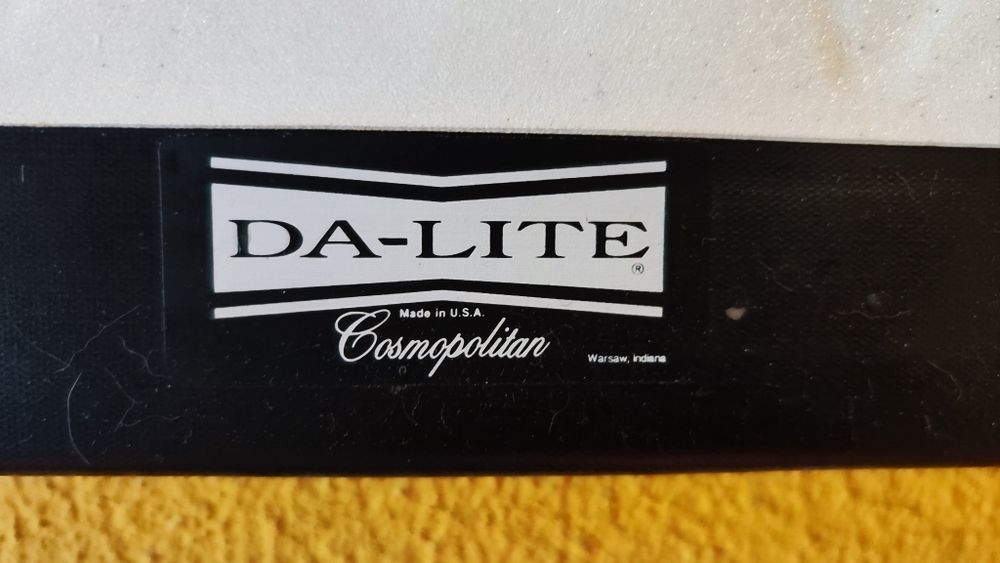 DA-LITE®
Made in U.S.A.
Cosmopolitan
Warsaw, Indiana